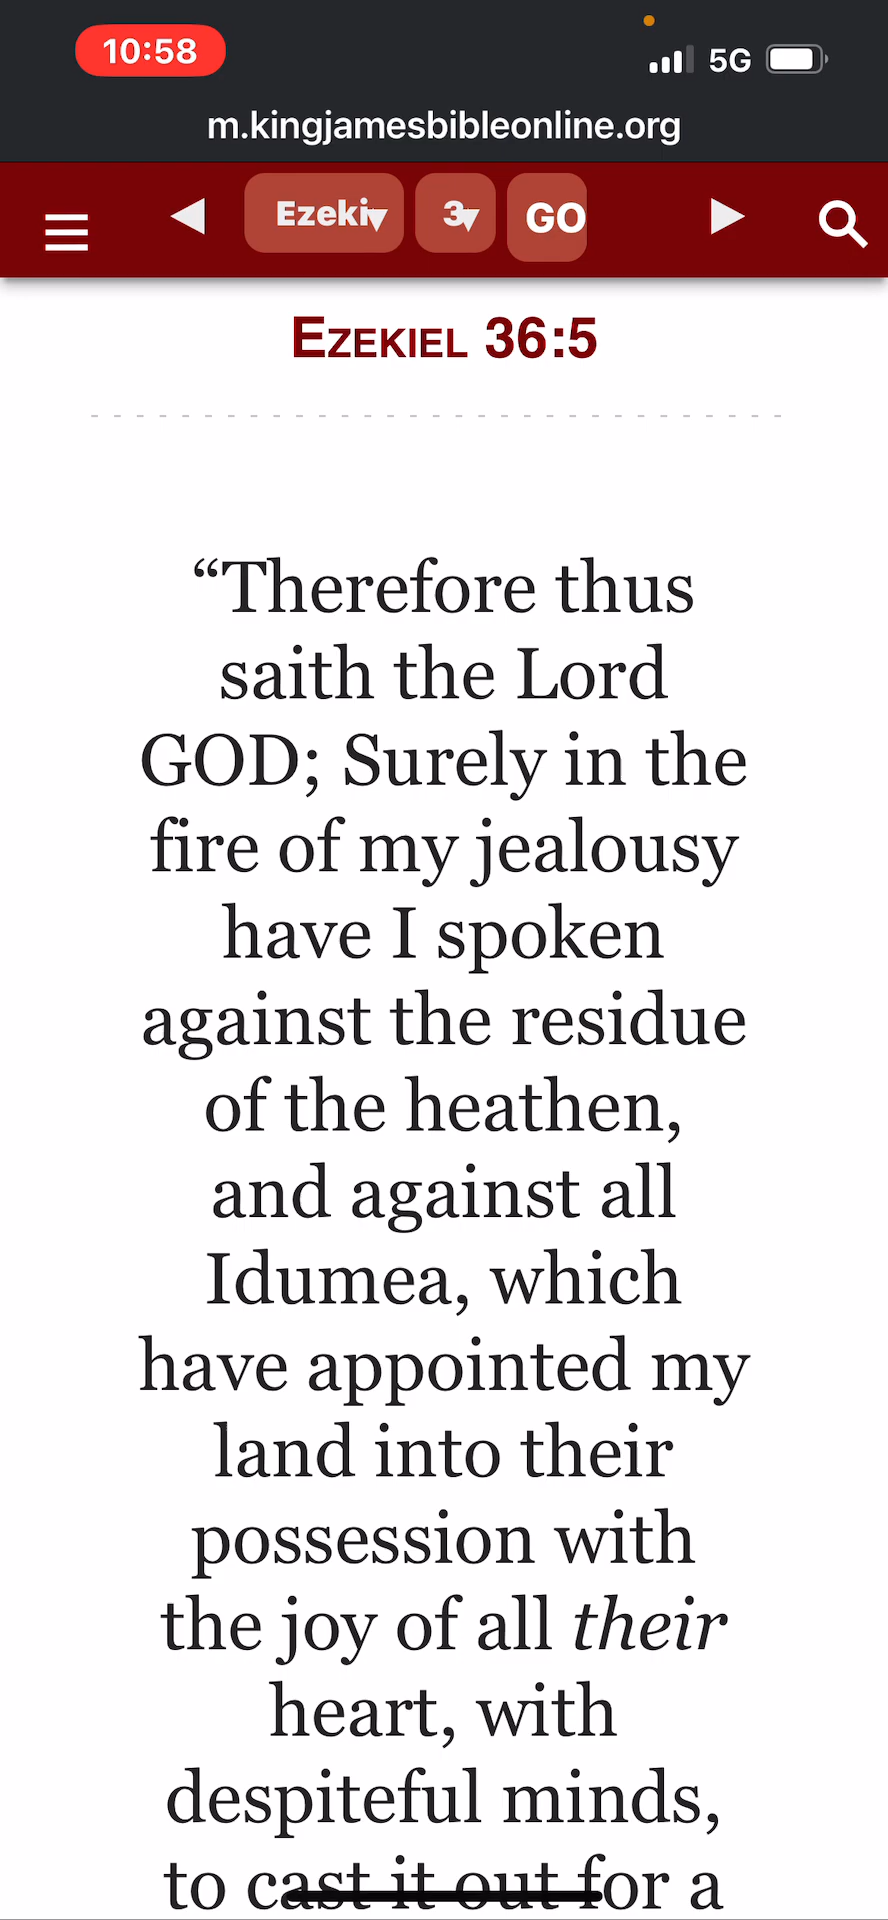 10:58
5G
m.kingjamesbibleonline.org
Ezeki
3
GO
EZEKIEL 36:5
“Therefore thus
saith the Lord
GOD; Surely in the
fire of my jealousy
have I spoken
against the residue
of the heathen,
and against all
Idumea, which
have appointed my
land into their
possession with
the joy of all their
heart, with
despiteful minds,
to cast it out for a